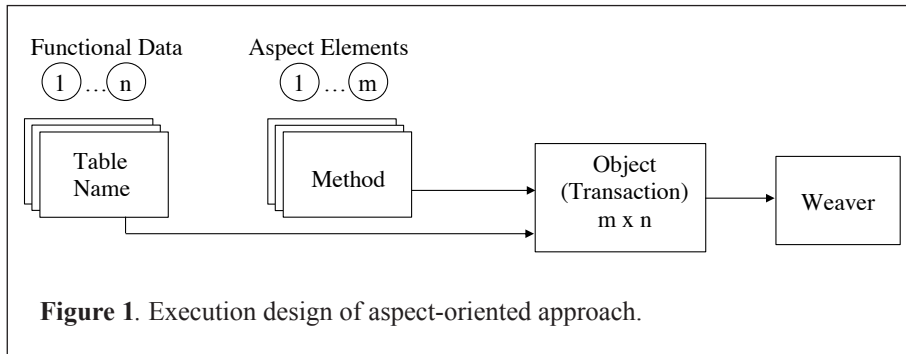 Functional Data
1 ... n
Aspect Elements
1 ... m
Table
Name
Method
Object
(Transaction)
m x n
Weaver
Figure 1. Execution design of aspect-oriented approach.